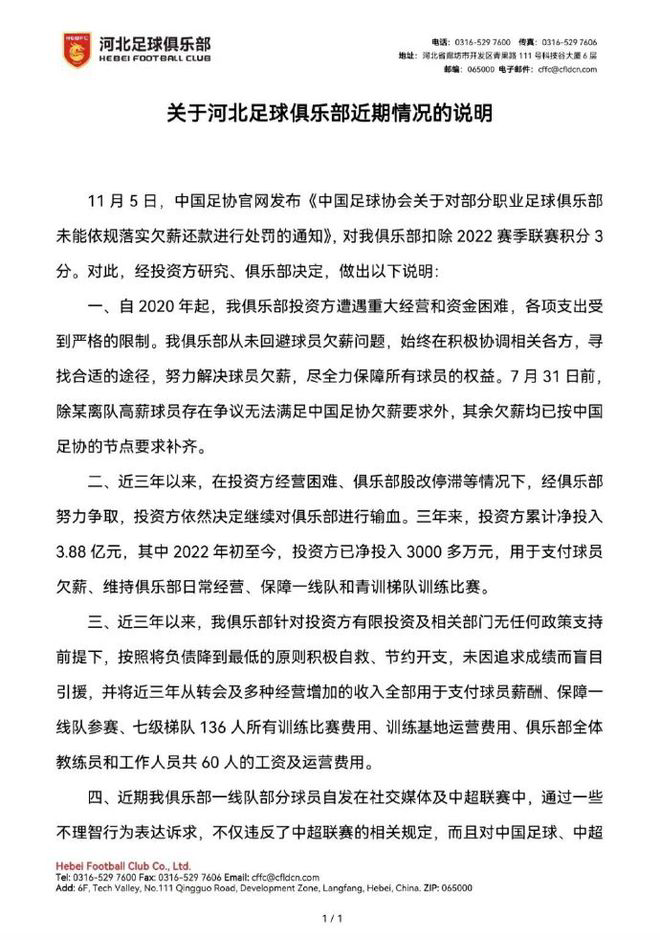 HEBEI FC
河北足球俱乐部
HEBEI FOOTBALL CLUB
电话：0316-529 7600 传真：0316-529 7606
地址：河北省廊坊市开发区青果路 111 号科技谷大厦 6 层
邮编：065000 电子邮件：cffc@cfldcn.com
关于河北足球俱乐部近期情况的说明
11 月 5 日，中国足协官网发布《中国足球协会关于对部分职业足球俱乐部
未能依规落实欠薪还款进行处罚的通知》，对我俱乐部扣除 2022 赛季联赛积分 3
分。对此，经投资方研究、俱乐部决定，做出以下说明：
一、自 2020 年起，我俱乐部投资方遭遇重大经营和资金困难，各项支出受
到严格的限制。我俱乐部从未回避球员欠薪问题，始终在积极协调相关各方，寻
找合适的途径，努力解决球员欠薪，尽全力保障所有球员的权益。7 月 31 日前，
除某离队高薪球员存在争议无法满足中国足协欠薪要求外，其余欠薪均已按中国
足协的节点要求补齐。
二、近三年以来，在投资方经营困难、俱乐部股改停滞等情况下，经俱乐部
努力争取，投资方依然决定继续对俱乐部进行输血。三年来，投资方累计净投入
3.88 亿元，其中 2022 年初至今，投资方已净投入 3000 多万元，用于支付球员
欠薪、维持俱乐部日常经营、保障一线队和青训梯队训练比赛。
三、近三年以来，我俱乐部针对投资方有限投资及相关部门无任何政策支持
前提下，按照将负债降到最低的原则积极自救、节约开支，未因追求成绩而盲目
引援，并将近三年从转会及多种经营增加的收入全部用于支付球员薪酬、保障一
线队参赛、七级梯队 136 人所有训练比赛费用、训练基地运营费用、俱乐部全体
教练员和工作人员共 60 人的工资及运营费用。
四、近期我俱乐部一线队部分球员自发在社交媒体及中超联赛中，通过一些
不理智行为表达诉求，不仅违反了中超联赛的相关规定，而且对中国足球、中超
Hebei Football Club Co., Ltd.
Tel: 0316-529 7600 Fax: 0316-529 7606 Email: cffc@cfldcn.com
Add: 6F, Tech Valley, No.111 Qingguo Road, Development Zone, Langfang, Hebei, China. ZIP: 065000
1 / 1